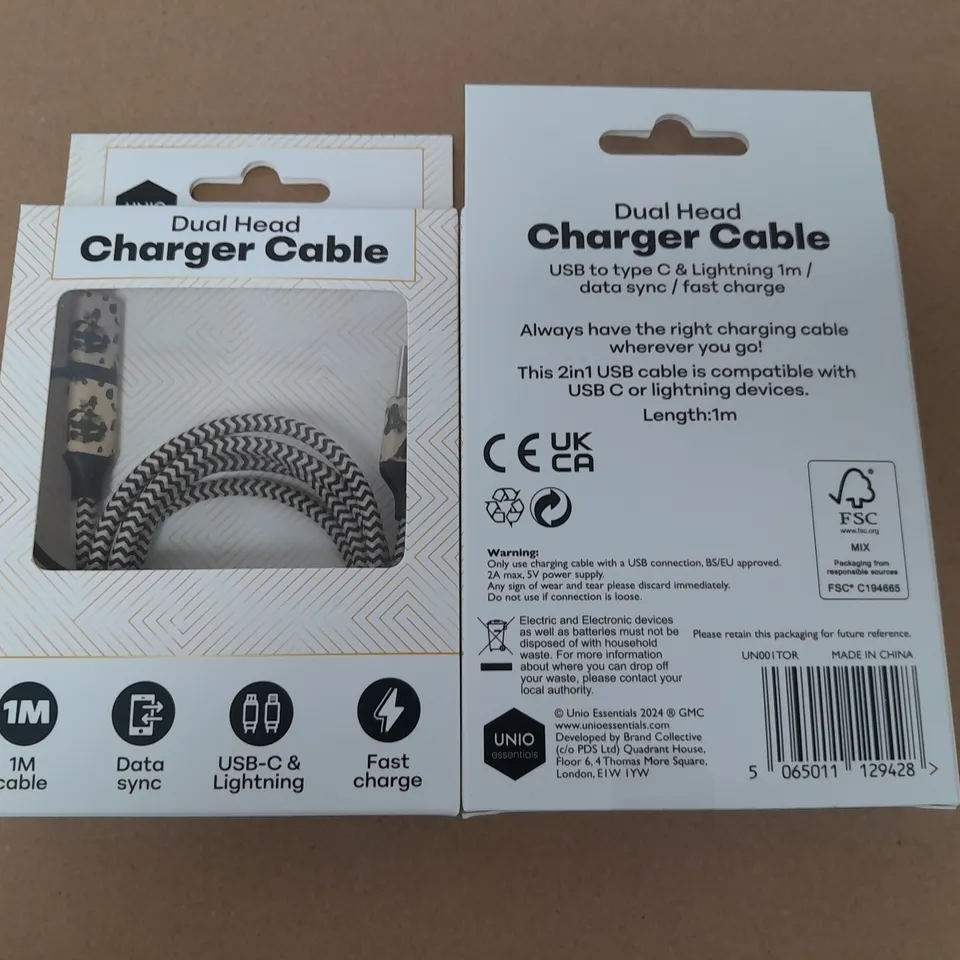 UNIO
Dual Head
Charger Cable
1M
1M
cable
Data
sync
USB-C &
Lightning
Fast
charge
Dual Head
Charger Cable
USB to type C & Lightning 1m /
data sync / fast charge
Always have the right charging cable
wherever you go!
This 2in1 USB cable is compatible with
USB C or lightning devices.
Length:1m
CE
UK
CA
FSC
www.fsc.org
MIX
Packaging from
responsible sources
FSC® C194665
Warning:
Only use charging cable with a USB connection, BS/EU approved.
2A max, 5V power supply.
Any sign of wear and tear please discard immediately.
Do not use if connection is loose.
Electric and Electronic devices
as well as batteries must not be
disposed of with household
waste. For more information
about where you can drop off
your waste, please contact your
local authority.
Please retain this packaging for future reference.
UN001TOR MADE IN CHINA
UNIO
essentials
© Unio Essentials 2024 ® GMC
www.unioessentials.com
Developed by Brand Collective
(c/o PDS Ltd) Quadrant House,
Floor 6, 4 Thomas More Square,
London, E1W 1YW
5 065011 129428 >